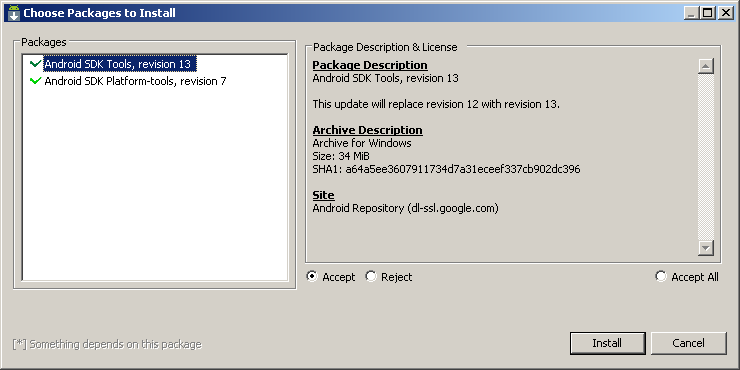 Choose Packages to Install
Packages
Android SDK Tools, revision 13
Android SDK Platform-tools, revision 7
Package Description & License
Package Description
Android SDK Tools, revision 13
This update will replace revision 12 with revision 13.
Archive Description
Archive for Windows
Size: 34 MiB
SHA1: a64a5ee3607911734d7a31eceef337cb902dc396
Site
Android Repository (dl-ssl.google.com)
Accept
Reject
Accept All
[*] Something depends on this package
Install
Cancel